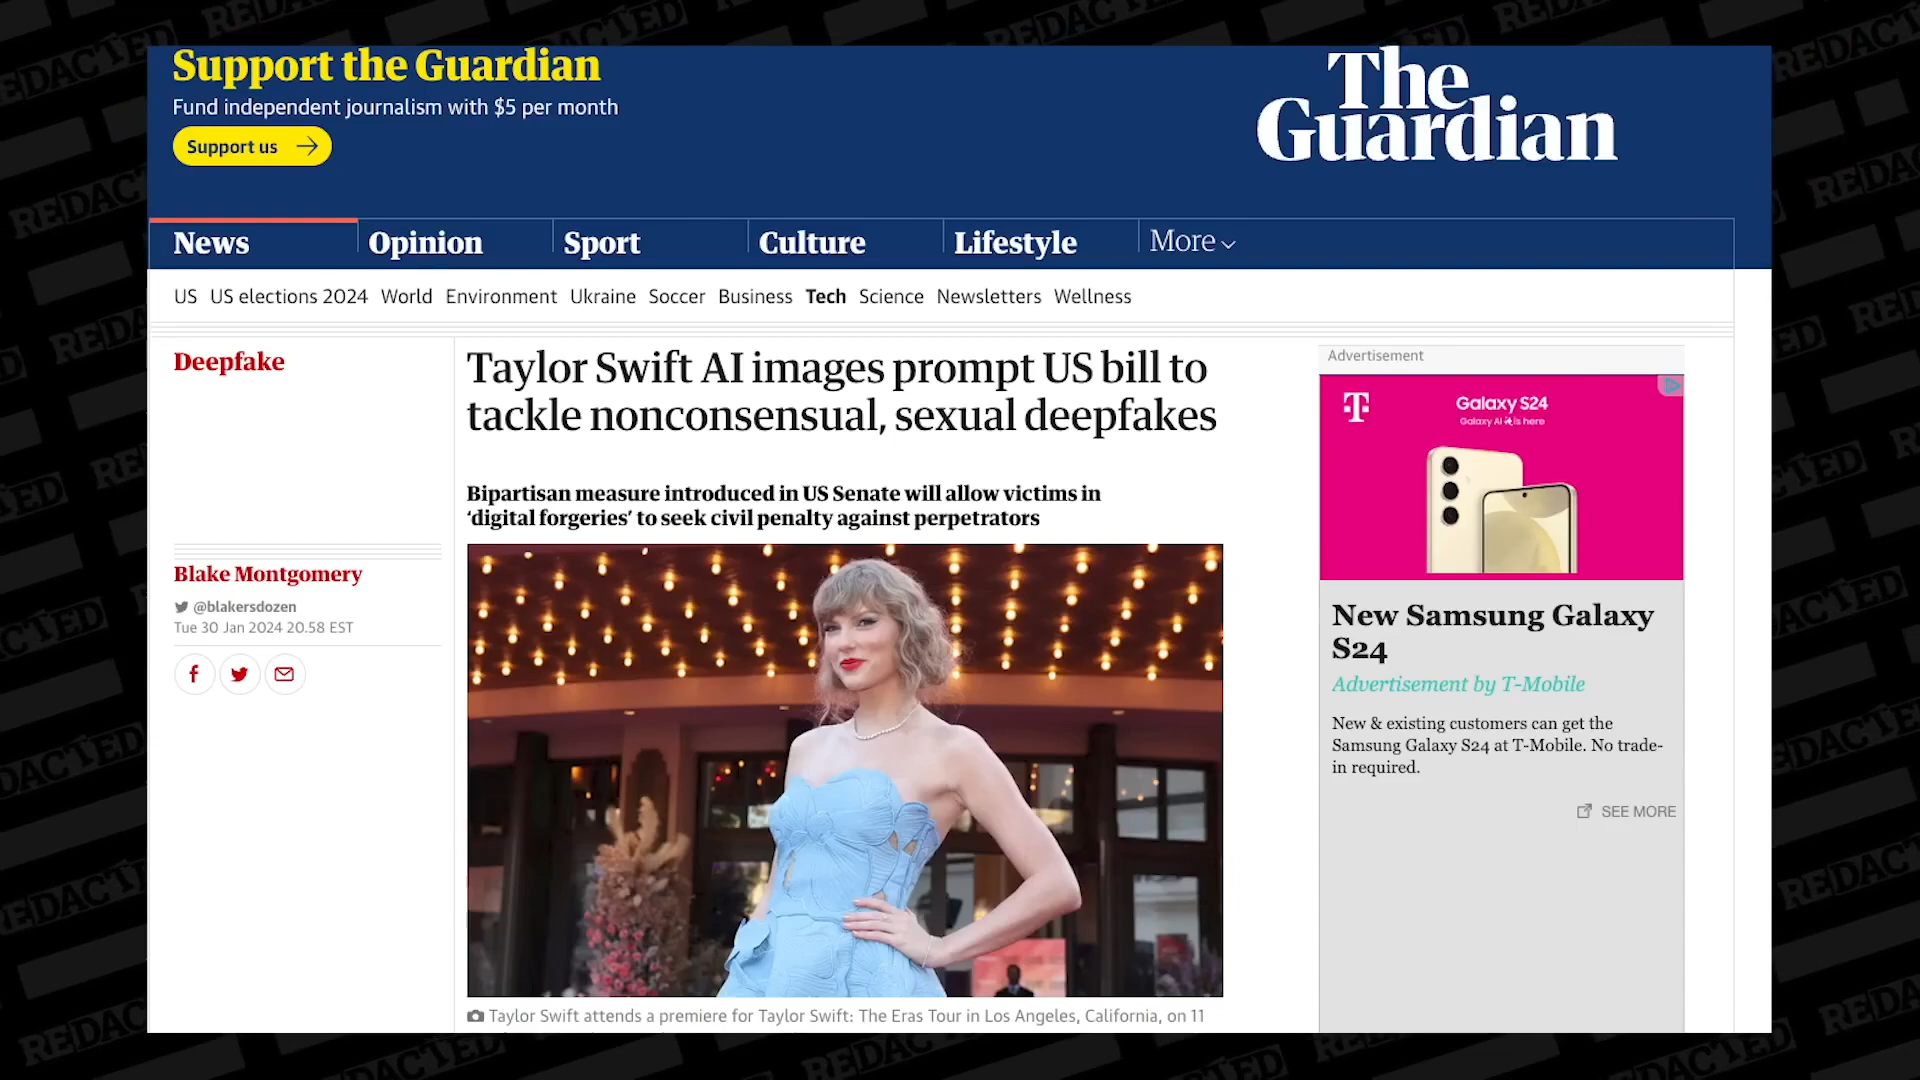 Support the Guardian
Fund independent journalism with $5 per month
Support us
The
Guardian
News
Opinion
Sport
Culture
Lifestyle
More
US
US elections 2024
World
Environment
Ukraine
Soccer
Business
Tech
Science
Newsletters
Wellness
Deepfake
Taylor Swift AI images prompt US bill to
tackle nonconsensual, sexual deepfakes
Bipartisan measure introduced in US Senate will allow victims in
‘digital forgeries’ to seek civil penalty against perpetrators
Blake Montgomery
@blakersdozen
Tue 30 Jan 2024 20.58 EST
Taylor Swift attends a premiere for Taylor Swift: The Eras Tour in Los Angeles, California, on 11
Advertisement
T
Galaxy S24
Galaxy AI is here
New Samsung Galaxy
S24
Advertisement by T-Mobile
New & existing customers can get the
Samsung Galaxy S24 at T-Mobile. No trade-
in required.
SEE MORE
REDACTED